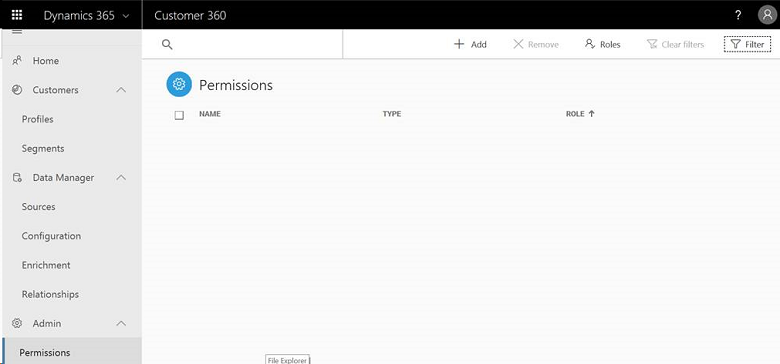 Dynamics 365 Customer 360 ?
Add Remove Roles Clear filters Filter
Home
Customers
Profiles
Segments
Data Manager
Sources
Configuration
Enrichment
Relationships
Admin
Permissions
Permissions
NAME TYPE ROLE ↑
File Explorer